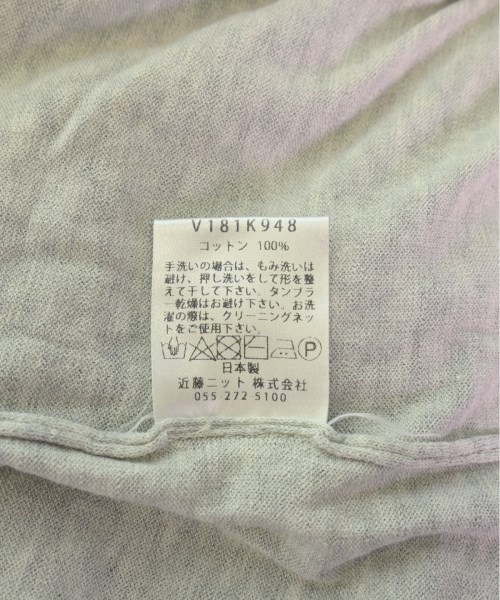 V181K948
コットン 100%
手洗いの場合は、もみ洗いは
避け、押し洗いをして形を整
えて干して下さい。タンブラ
ー乾燥はお避け下さい。お洗
濯の際は、クリーニングネッ
トをご使用下さい。
P
日本製
近藤ニット 株式会社
055 272 5100